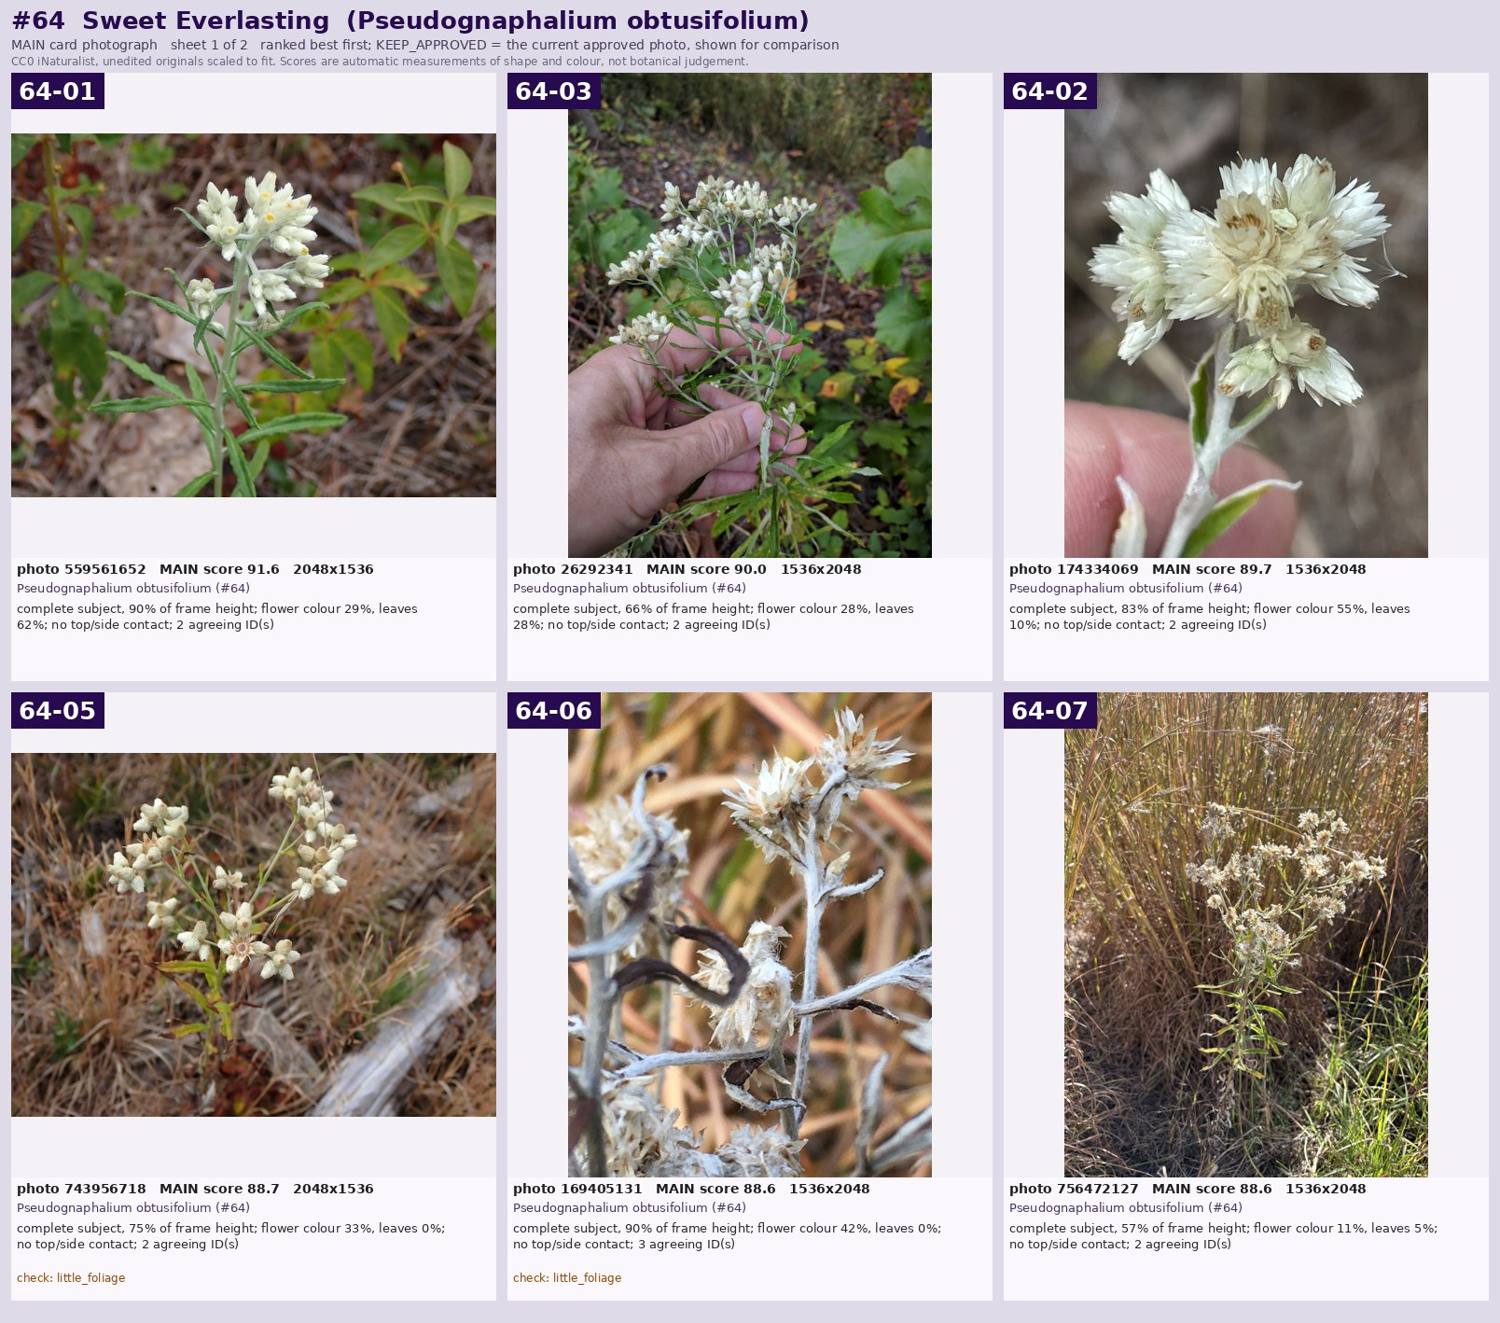 #64  Sweet Everlasting  (Pseudognaphalium obtusifolium)
MAIN card photograph   sheet 1 of 2   ranked best first; KEEP_APPROVED = the current approved photo, shown for comparison
CC0 iNaturalist, unedited originals scaled to fit. Scores are automatic measurements of shape and colour, not botanical judgement.
64-01
photo 559561652   MAIN score 91.6   2048x1536
Pseudognaphalium obtusifolium (#64)
complete subject, 90% of frame height; flower colour 29%, leaves
62%; no top/side contact; 2 agreeing ID(s)
64-03
photo 26292341   MAIN score 90.0   1536x2048
Pseudognaphalium obtusifolium (#64)
complete subject, 66% of frame height; flower colour 28%, leaves
28%; no top/side contact; 2 agreeing ID(s)
64-02
photo 174334069   MAIN score 89.7   1536x2048
Pseudognaphalium obtusifolium (#64)
complete subject, 83% of frame height; flower colour 55%, leaves
10%; no top/side contact; 2 agreeing ID(s)
64-05
photo 743956718   MAIN score 88.7   2048x1536
Pseudognaphalium obtusifolium (#64)
complete subject, 75% of frame height; flower colour 33%, leaves 0%;
no top/side contact; 2 agreeing ID(s)
check: little_foliage
64-06
photo 169405131   MAIN score 88.6   1536x2048
Pseudognaphalium obtusifolium (#64)
complete subject, 90% of frame height; flower colour 42%, leaves 0%;
no top/side contact; 3 agreeing ID(s)
check: little_foliage
64-07
photo 756472127   MAIN score 88.6   1536x2048
Pseudognaphalium obtusifolium (#64)
complete subject, 57% of frame height; flower colour 11%, leaves 5%;
no top/side contact; 2 agreeing ID(s)